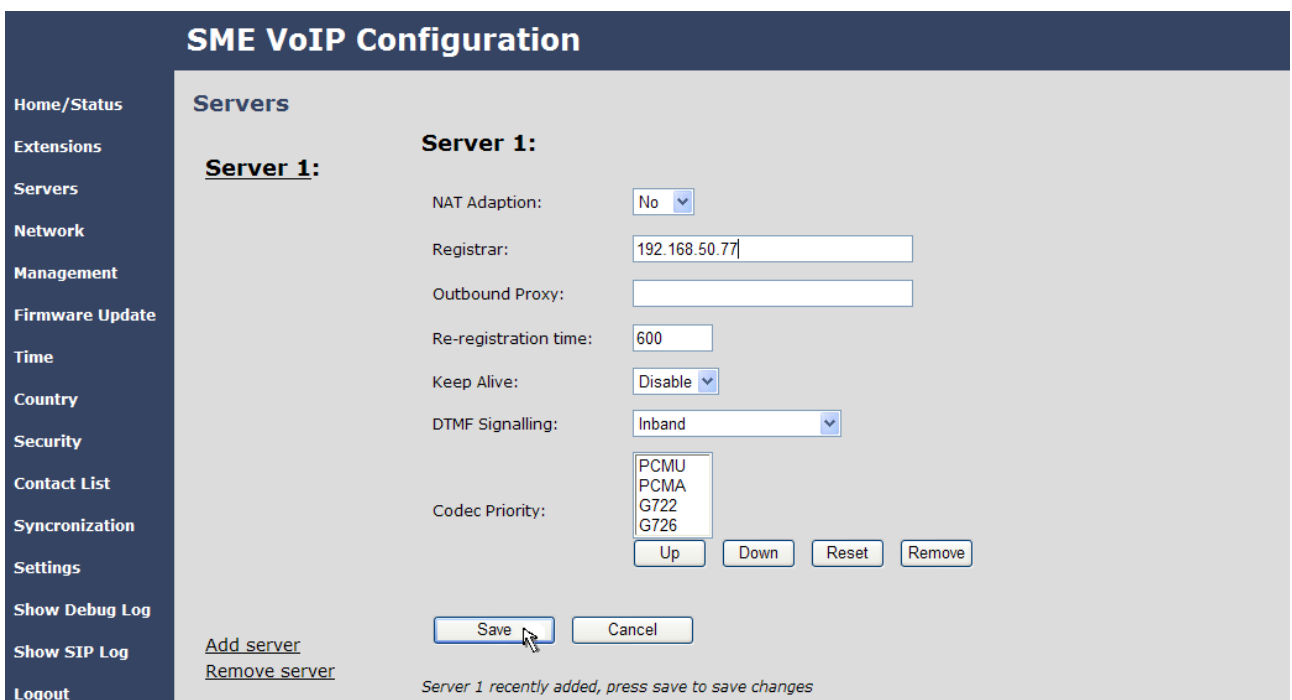 SME VoIP Configuration
Home/Status
Extensions
Servers
Network
Management
Firmware Update
Time
Country
Security
Contact List
Syncronization
Settings
Show Debug Log
Show SIP Log
Logout
Servers
Server 1:
Add server
Remove server
Server 1:
NAT Adaption: No
Registrar: 192.168.50.77
Outbound Proxy:
Re-registration time: 600
Keep Alive: Disable
DTMF Signalling: Inband
Codec Priority:
PCMU
PCMA
G722
G726
Up Down Reset Remove
Save Cancel
Server 1 recently added, press save to save changes